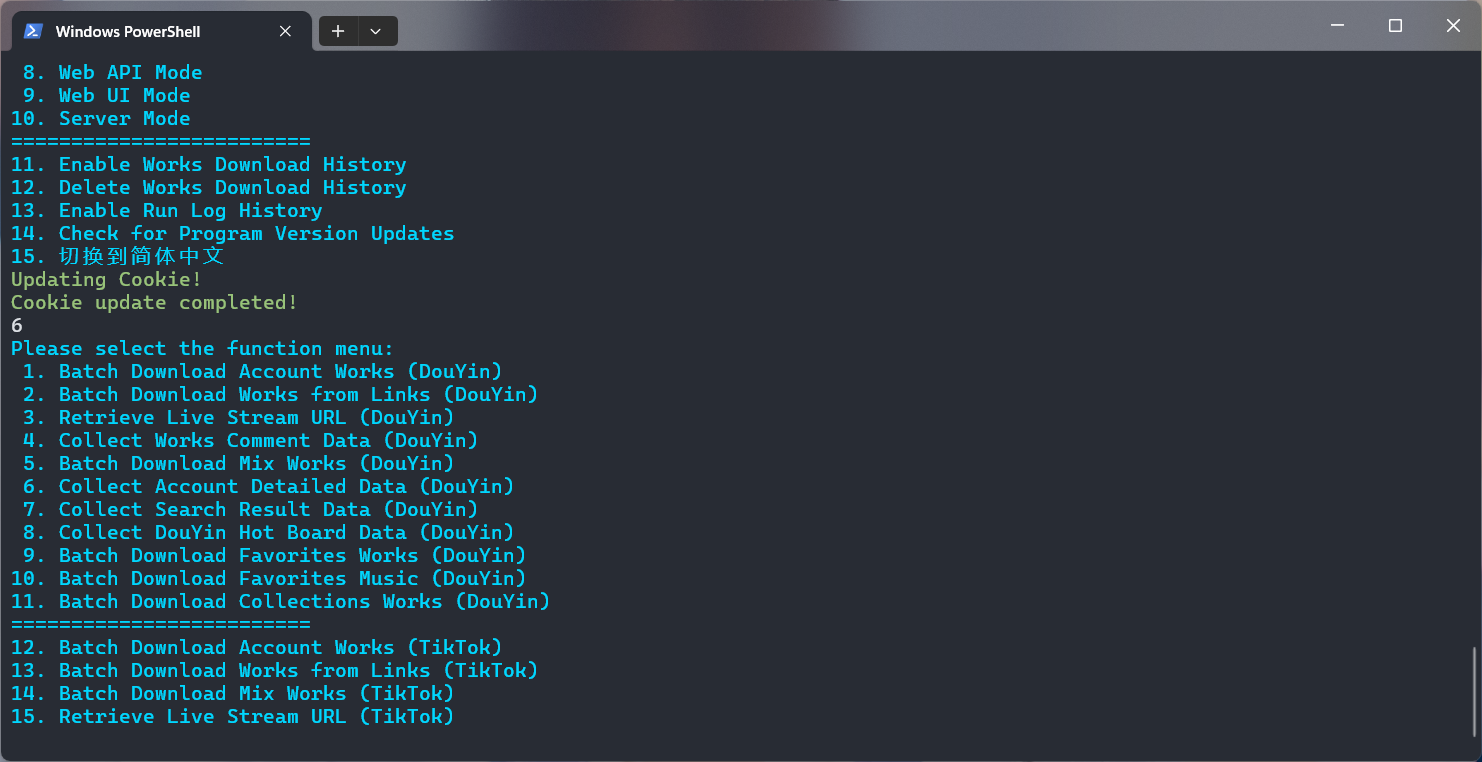 Windows PowerShell
8. Web API Mode
9. Web UI Mode
10. Server Mode
=========================
11. Enable Works Download History
12. Delete Works Download History
13. Enable Run Log History
14. Check for Program Version Updates
15. 切换到简体中文
Updating Cookie!
Cookie update completed!
6
Please select the function menu:
1. Batch Download Account Works (DouYin)
2. Batch Download Works from Links (DouYin)
3. Retrieve Live Stream URL (DouYin)
4. Collect Works Comment Data (DouYin)
5. Batch Download Mix Works (DouYin)
6. Collect Account Detailed Data (DouYin)
7. Collect Search Result Data (DouYin)
8. Collect DouYin Hot Board Data (DouYin)
9. Batch Download Favorites Works (DouYin)
10. Batch Download Favorites Music (DouYin)
11. Batch Download Collections Works (DouYin)
=========================
12. Batch Download Account Works (TikTok)
13. Batch Download Works from Links (TikTok)
14. Batch Download Mix Works (TikTok)
15. Retrieve Live Stream URL (TikTok)